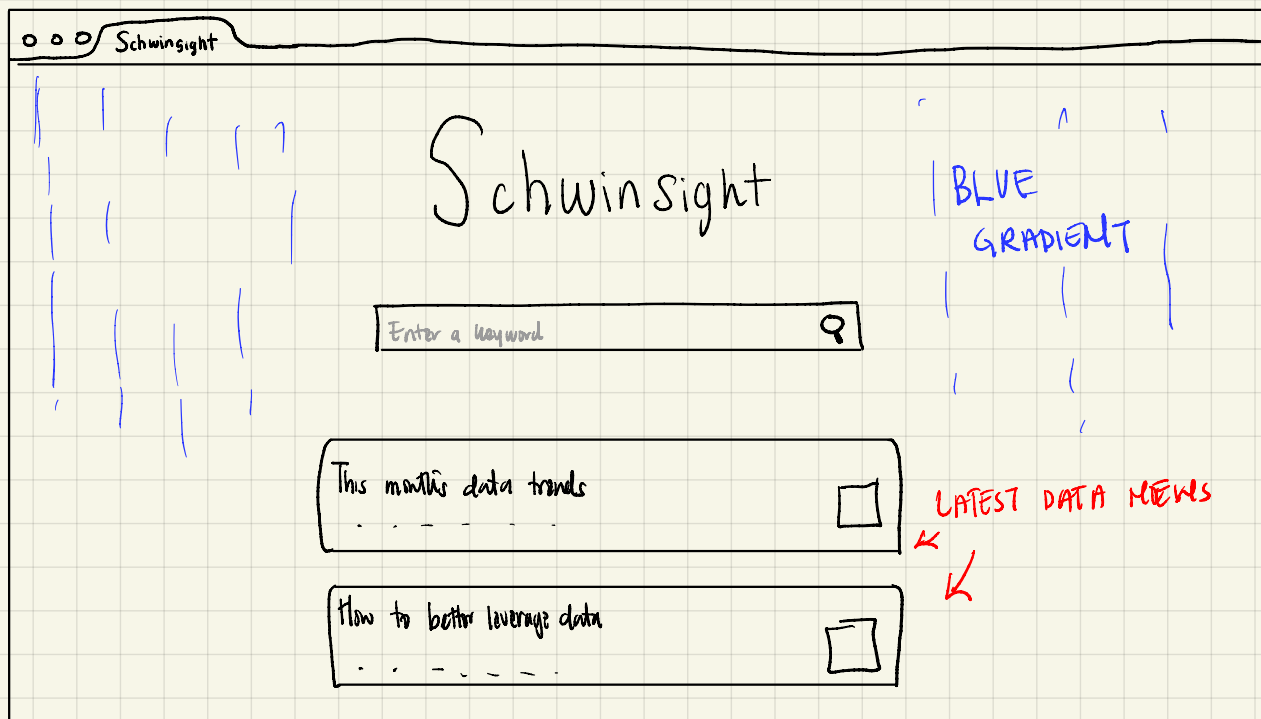 Schwinsight
Schwinsight
BLUE
GRADIENT
Enter a keyword
This month's data trends
LATEST DATA NEWS
How to better leverage data